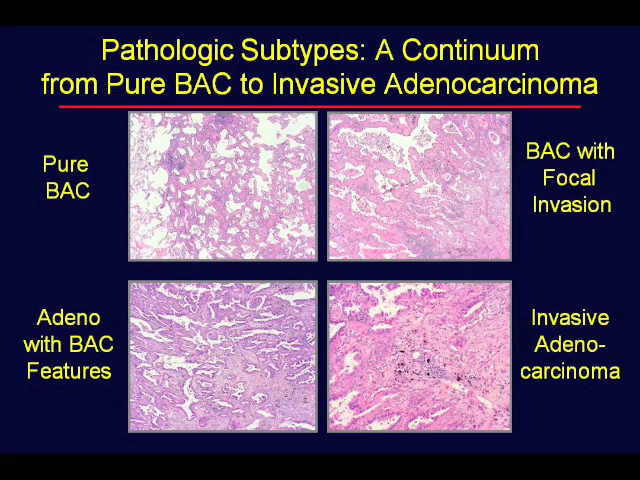 Pathologic Subtypes: A Continuum
from Pure BAC to Invasive Adenocarcinoma
Pure
BAC
BAC with
Focal
Invasion
Adeno
with BAC
Features
Invasive
Adeno-
carcinoma